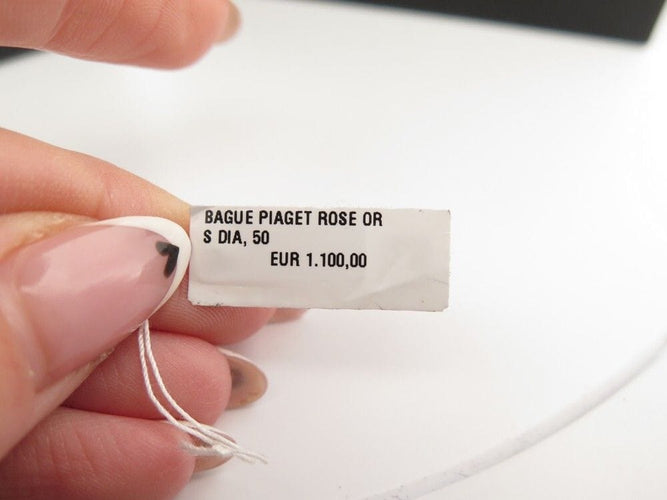 BAGUE PIAGET ROSE OR
S DIA, 50
EUR 1.100,00